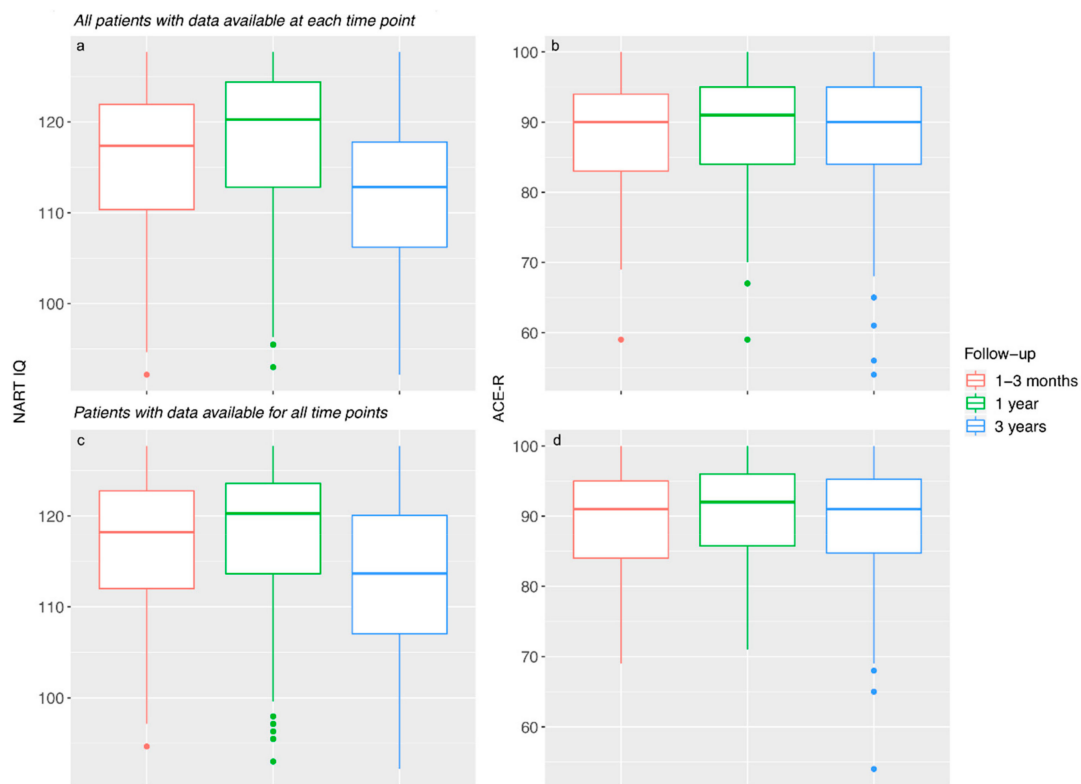 All patients with data available at each time point
a
b
120
110
100
100
90
80
70
60
NART IQ
ACE-R
Follow−up
1−3 months
1 year
3 years
Patients with data available for all time points
c
d
120
110
100
100
90
80
70
60